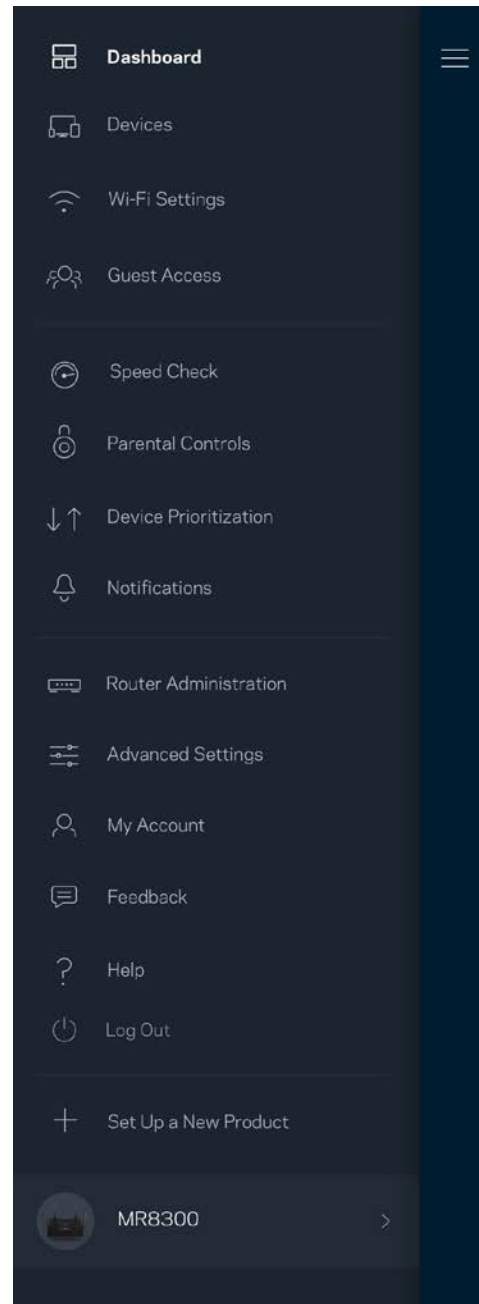 Dashboard
Devices
Wi-Fi Settings
Guest Access
Speed Check
Parental Controls
Device Prioritization
Notifications
Router Administration
Advanced Settings
My Account
Feedback
Help
Log Out
Set Up a New Product
MR8300